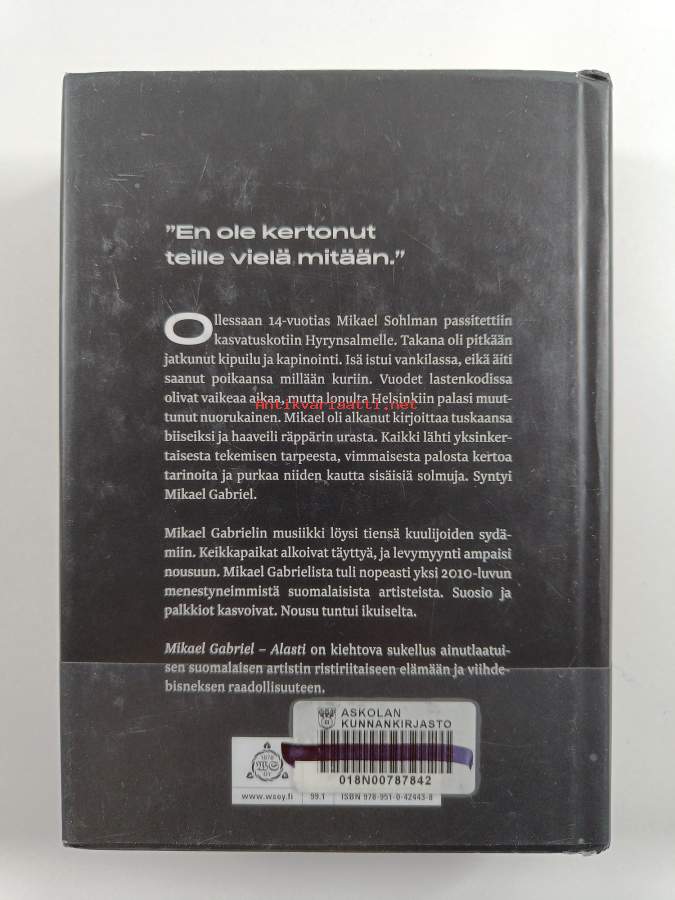 ”En ole kertonut
teille vielä mitään.”
Ollessaan 14-vuotias Mikael Sohlman passitettiin
kasvatuskotiin Hyrynsalmelle. Takana oli pitkään
jatkunut kipuilu ja kapinointi. Isä istui vankilassa, eikä äiti
saanut poikaansa millään kuriin. Vuodet lastenkodissa
olivat vaikeaa aikaa, mutta lopulta Helsinkiin palasi muut-
Antikvariaatti.net
tunut nuorukainen. Mikael oli alkanut kirjoittaa tuskaansa
biiseiksi ja haaveili räppärin urasta. Kaikki lähti yksinker-
taisesta tekemisen tarpeesta, vimmaisesta palosta kertoa
tarinoita ja purkaa niiden kautta sisäisiä solmuja. Syntyi
Mikael Gabriel.
Mikael Gabrielin musiikki löysi tiensä kuulijoiden sydä-
miin. Keikkapaikat alkoivat täyttyä, ja levymyynti ampaisi
nousuun. Mikael Gabrielista tuli nopeasti yksi 2010-luvun
menestyneimmistä suomalaisista artisteista. Suosio ja
palkkiot kasvoivat. Nousu tuntui ikuiselta.
Mikael Gabriel – Alasti on kiehtova sukellus ainutlaatui-
sen suomalaisen artistin ristiriitaiseen elämään ja viihde-
bisneksen raadollisuuteen.
ASKOLAN
KUNNANKIRJASTO
018N00787842
1878
WS
OY
www.wsoy.fi
99.1
ISBN 978-951-0-42443-8